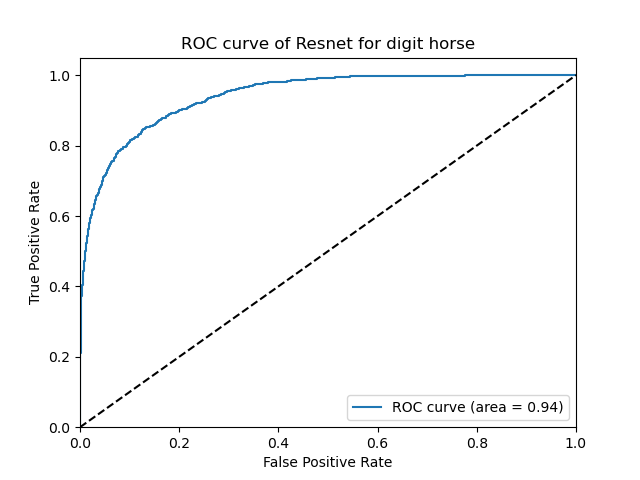 ROC curve of Resnet for digit horse
True Positive Rate
1.0
0.8
0.6
0.4
0.2
0.0
ROC curve (area = 0.94)
0.0 0.2 0.4 0.6 0.8 1.0
False Positive Rate